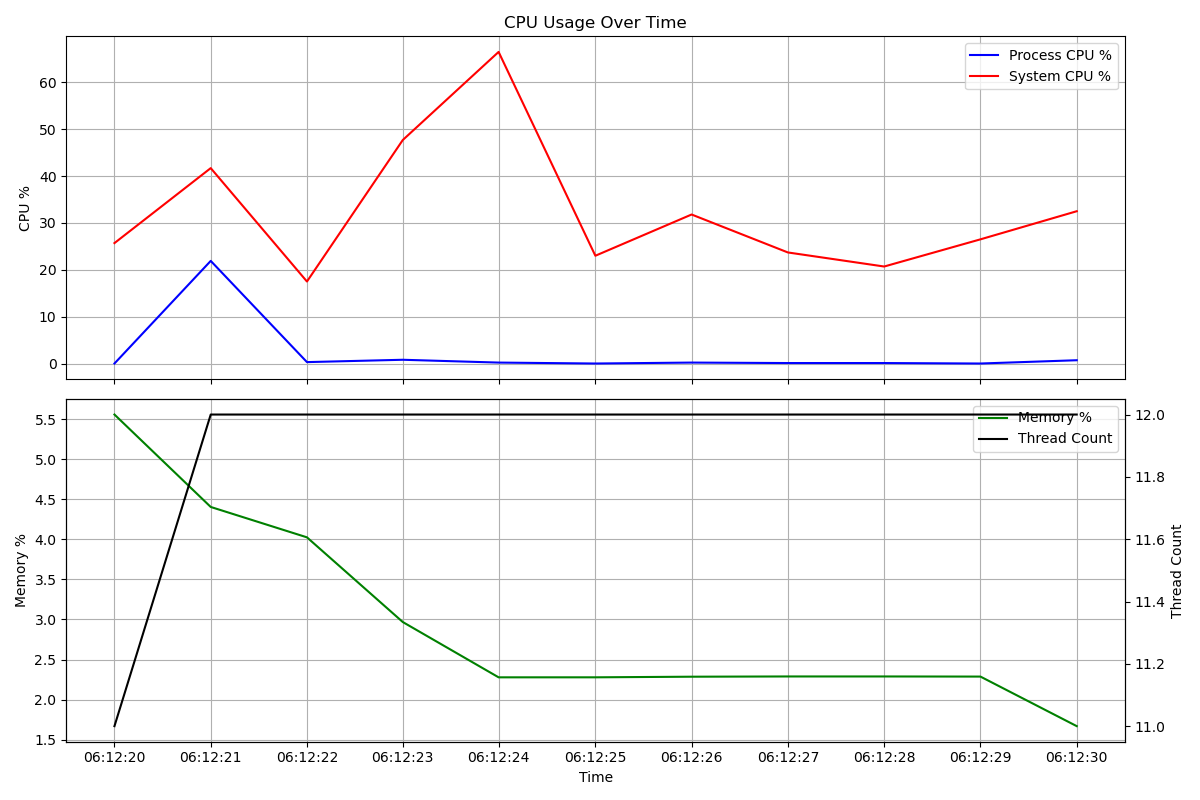 CPU Usage Over Time
Process CPU %
System CPU %
CPU %
60
50
40
30
20
10
0
Memory %
Thread Count
Memory %
5.5
5.0
4.5
4.0
3.5
3.0
2.5
2.0
1.5
12.0
11.8
11.6
11.4
11.2
11.0
Thread Count
06:12:20 06:12:21 06:12:22 06:12:23 06:12:24 06:12:25 06:12:26 06:12:27 06:12:28 06:12:29 06:12:30
Time